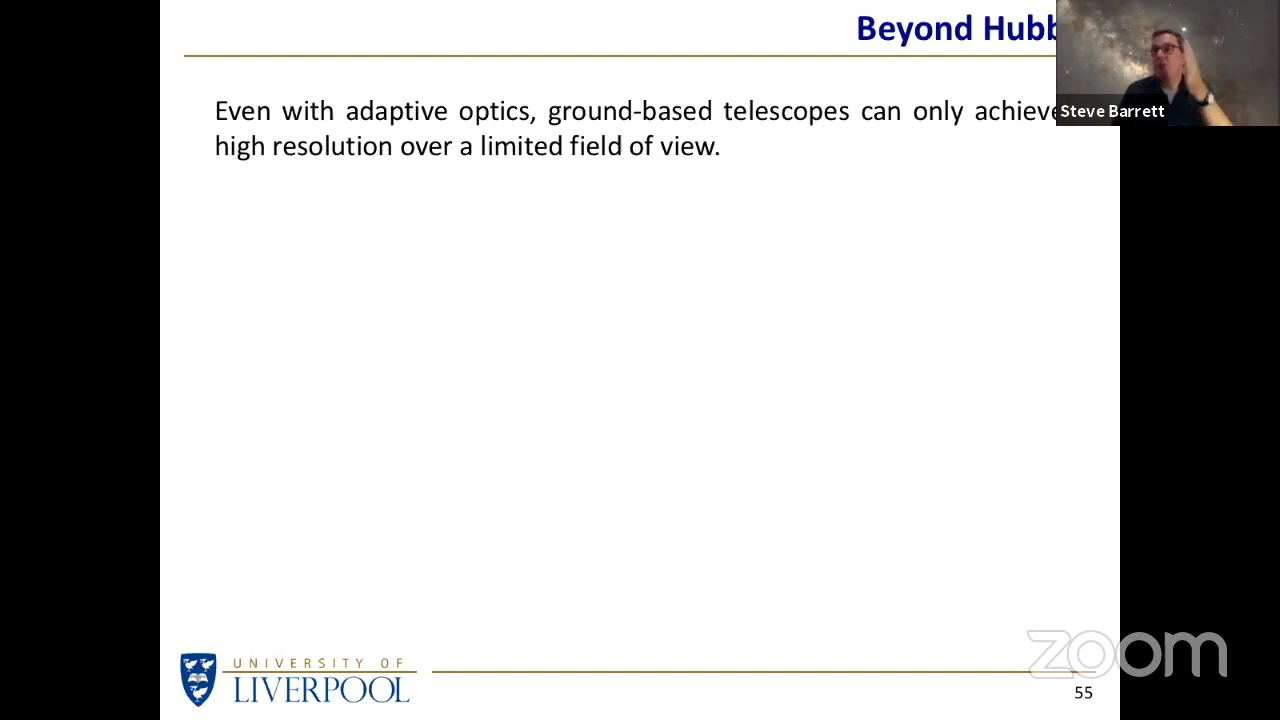 Beyond Hubb
Steve Barrett
Even with adaptive optics, ground-based telescopes can only achieve
high resolution over a limited field of view.
UNIVERSITY OF
LIVERPOOL
zoom
55